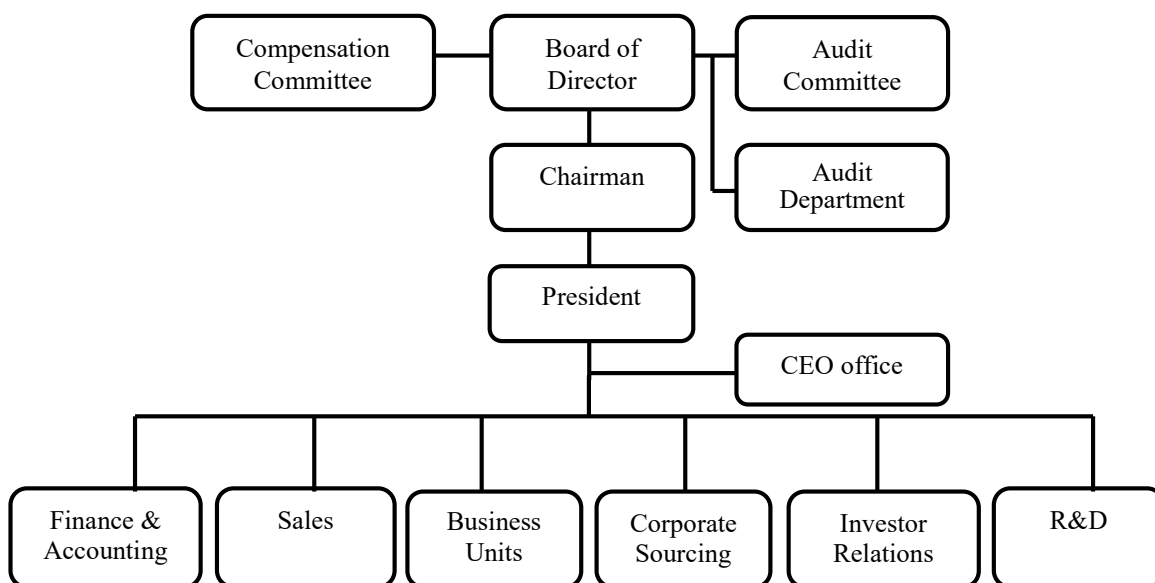 Compensation
Committee
Board of
Director
Audit
Committee
Chairman
Audit
Department
President
CEO office
Finance &
Accounting
Sales
Business
Units
Corporate
Sourcing
Investor
Relations
R&D